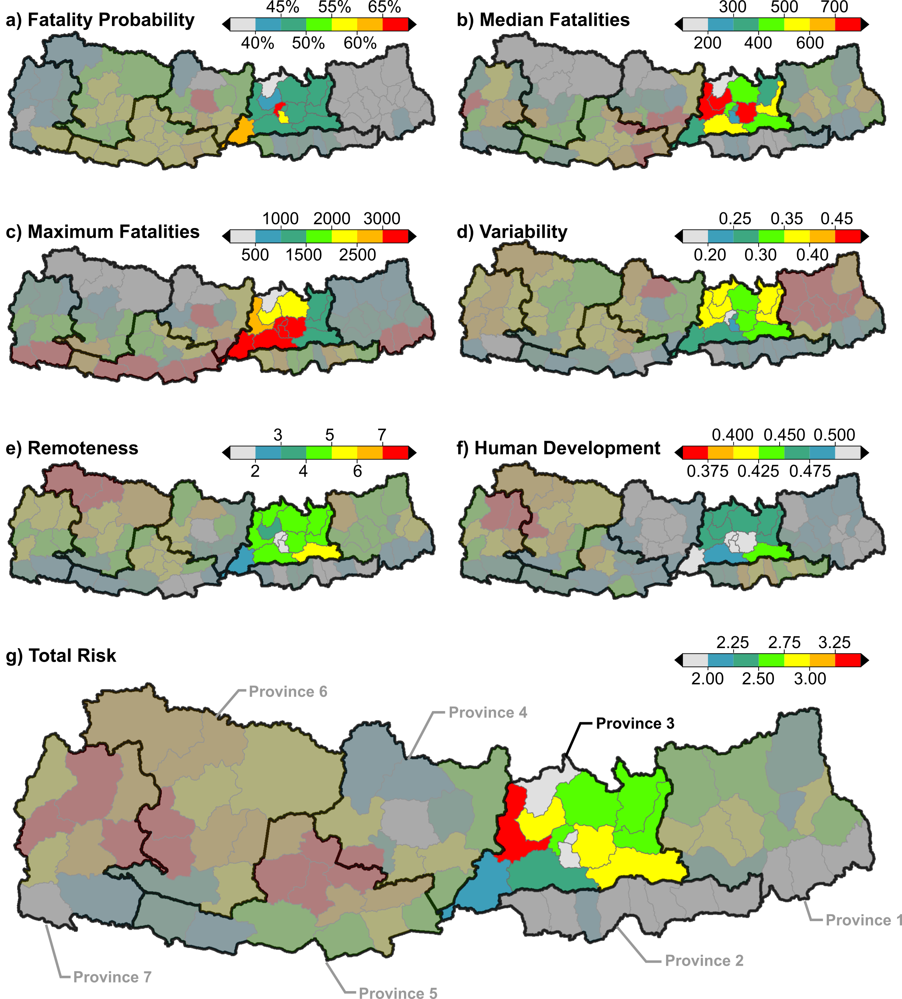 a) Fatality Probability
45% 55% 65%
40% 50% 60%
b) Median Fatalities
300 500 700
200 400 600
c) Maximum Fatalities
1000 2000 3000
500 1500 2500
d) Variability
0.25 0.35 0.45
0.20 0.30 0.40
e) Remoteness
3 5 7
2 4 6
f) Human Development
0.400 0.450 0.500
0.375 0.425 0.475
g) Total Risk
2.25 2.75 3.25
2.00 2.50 3.00
Province 6
Province 4
Province 3
Province 1
Province 2
Province 7
Province 5